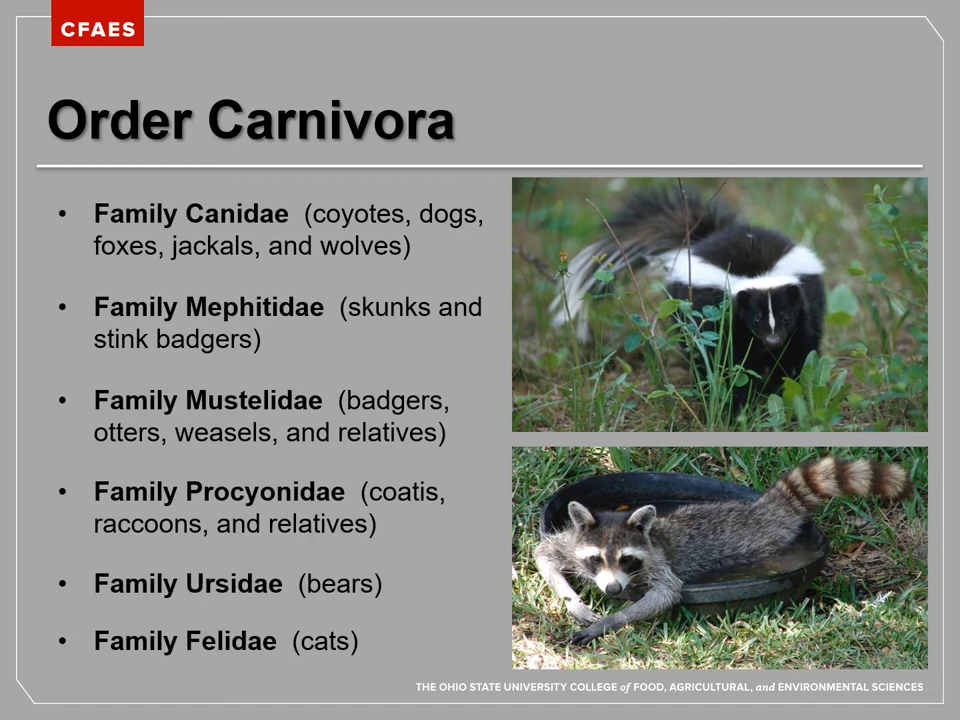 CFAES
Order Carnivora
• Family Canidae (coyotes, dogs,
foxes, jackals, and wolves)
• Family Mephitidae (skunks and
stink badgers)
• Family Mustelidae (badgers,
otters, weasels, and relatives)
• Family Procyonidae (coatis,
raccoons, and relatives)
• Family Ursidae (bears)
• Family Felidae (cats)
THE OHIO STATE UNIVERSITY COLLEGE of FOOD, AGRICULTURAL, and ENVIRONMENTAL SCIENCES